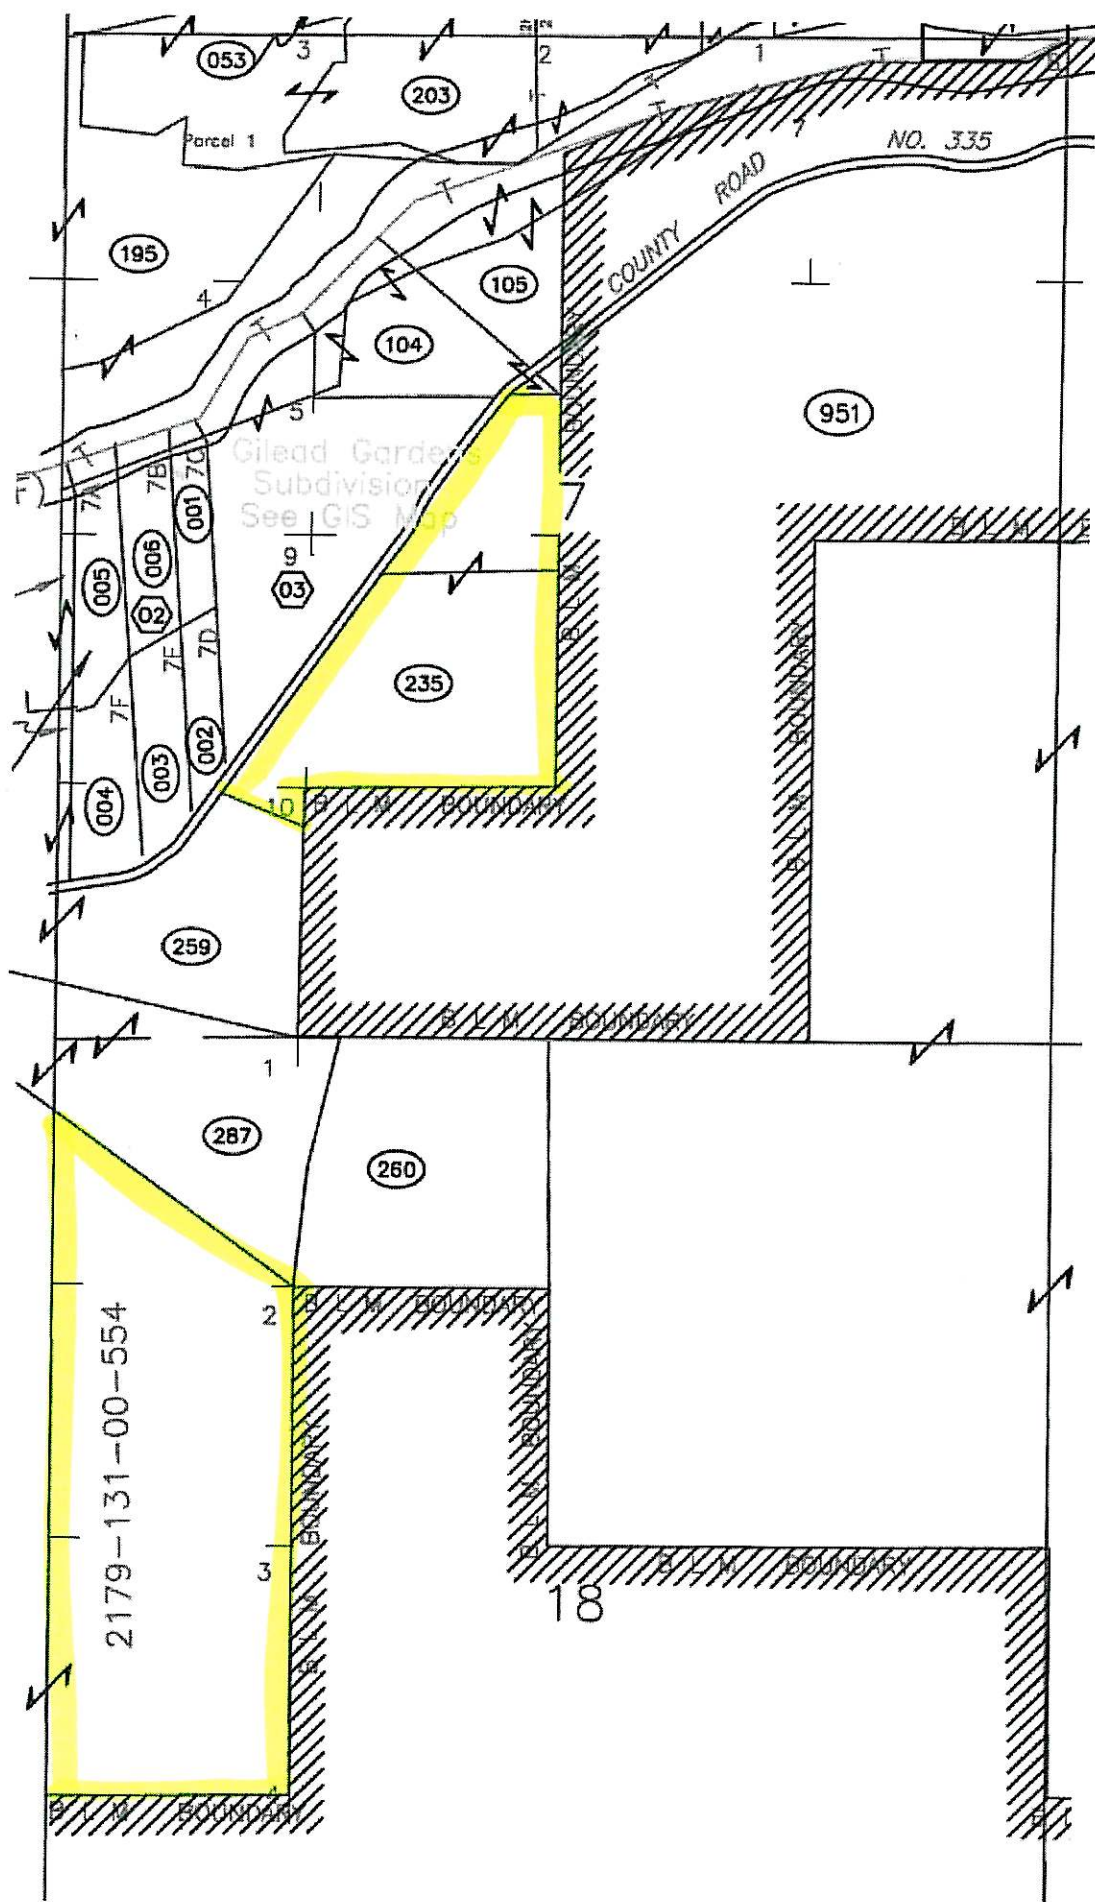 3
2
1
053
203
Parcel 1
NO. 335
ROAD
COUNTY
195
4
105
104
BOUNDARY
5
951
Gilead Gardens
Subdivision
See GIS Map
7A
7B
7C
001
7
B L M
9
03
005
006
02
7E
7D
7F
B L M
BOUNDARY
235
004
003
002
10
B L M BOUNDARY
B L M
259
B L M BOUNDARY
1
287
260
2
B L M BOUNDARY
2179-131-00-554
B L M BOUNDARY
B L M BOUNDARY
3
B L M BOUNDARY
18
4
B L M BOUNDARY